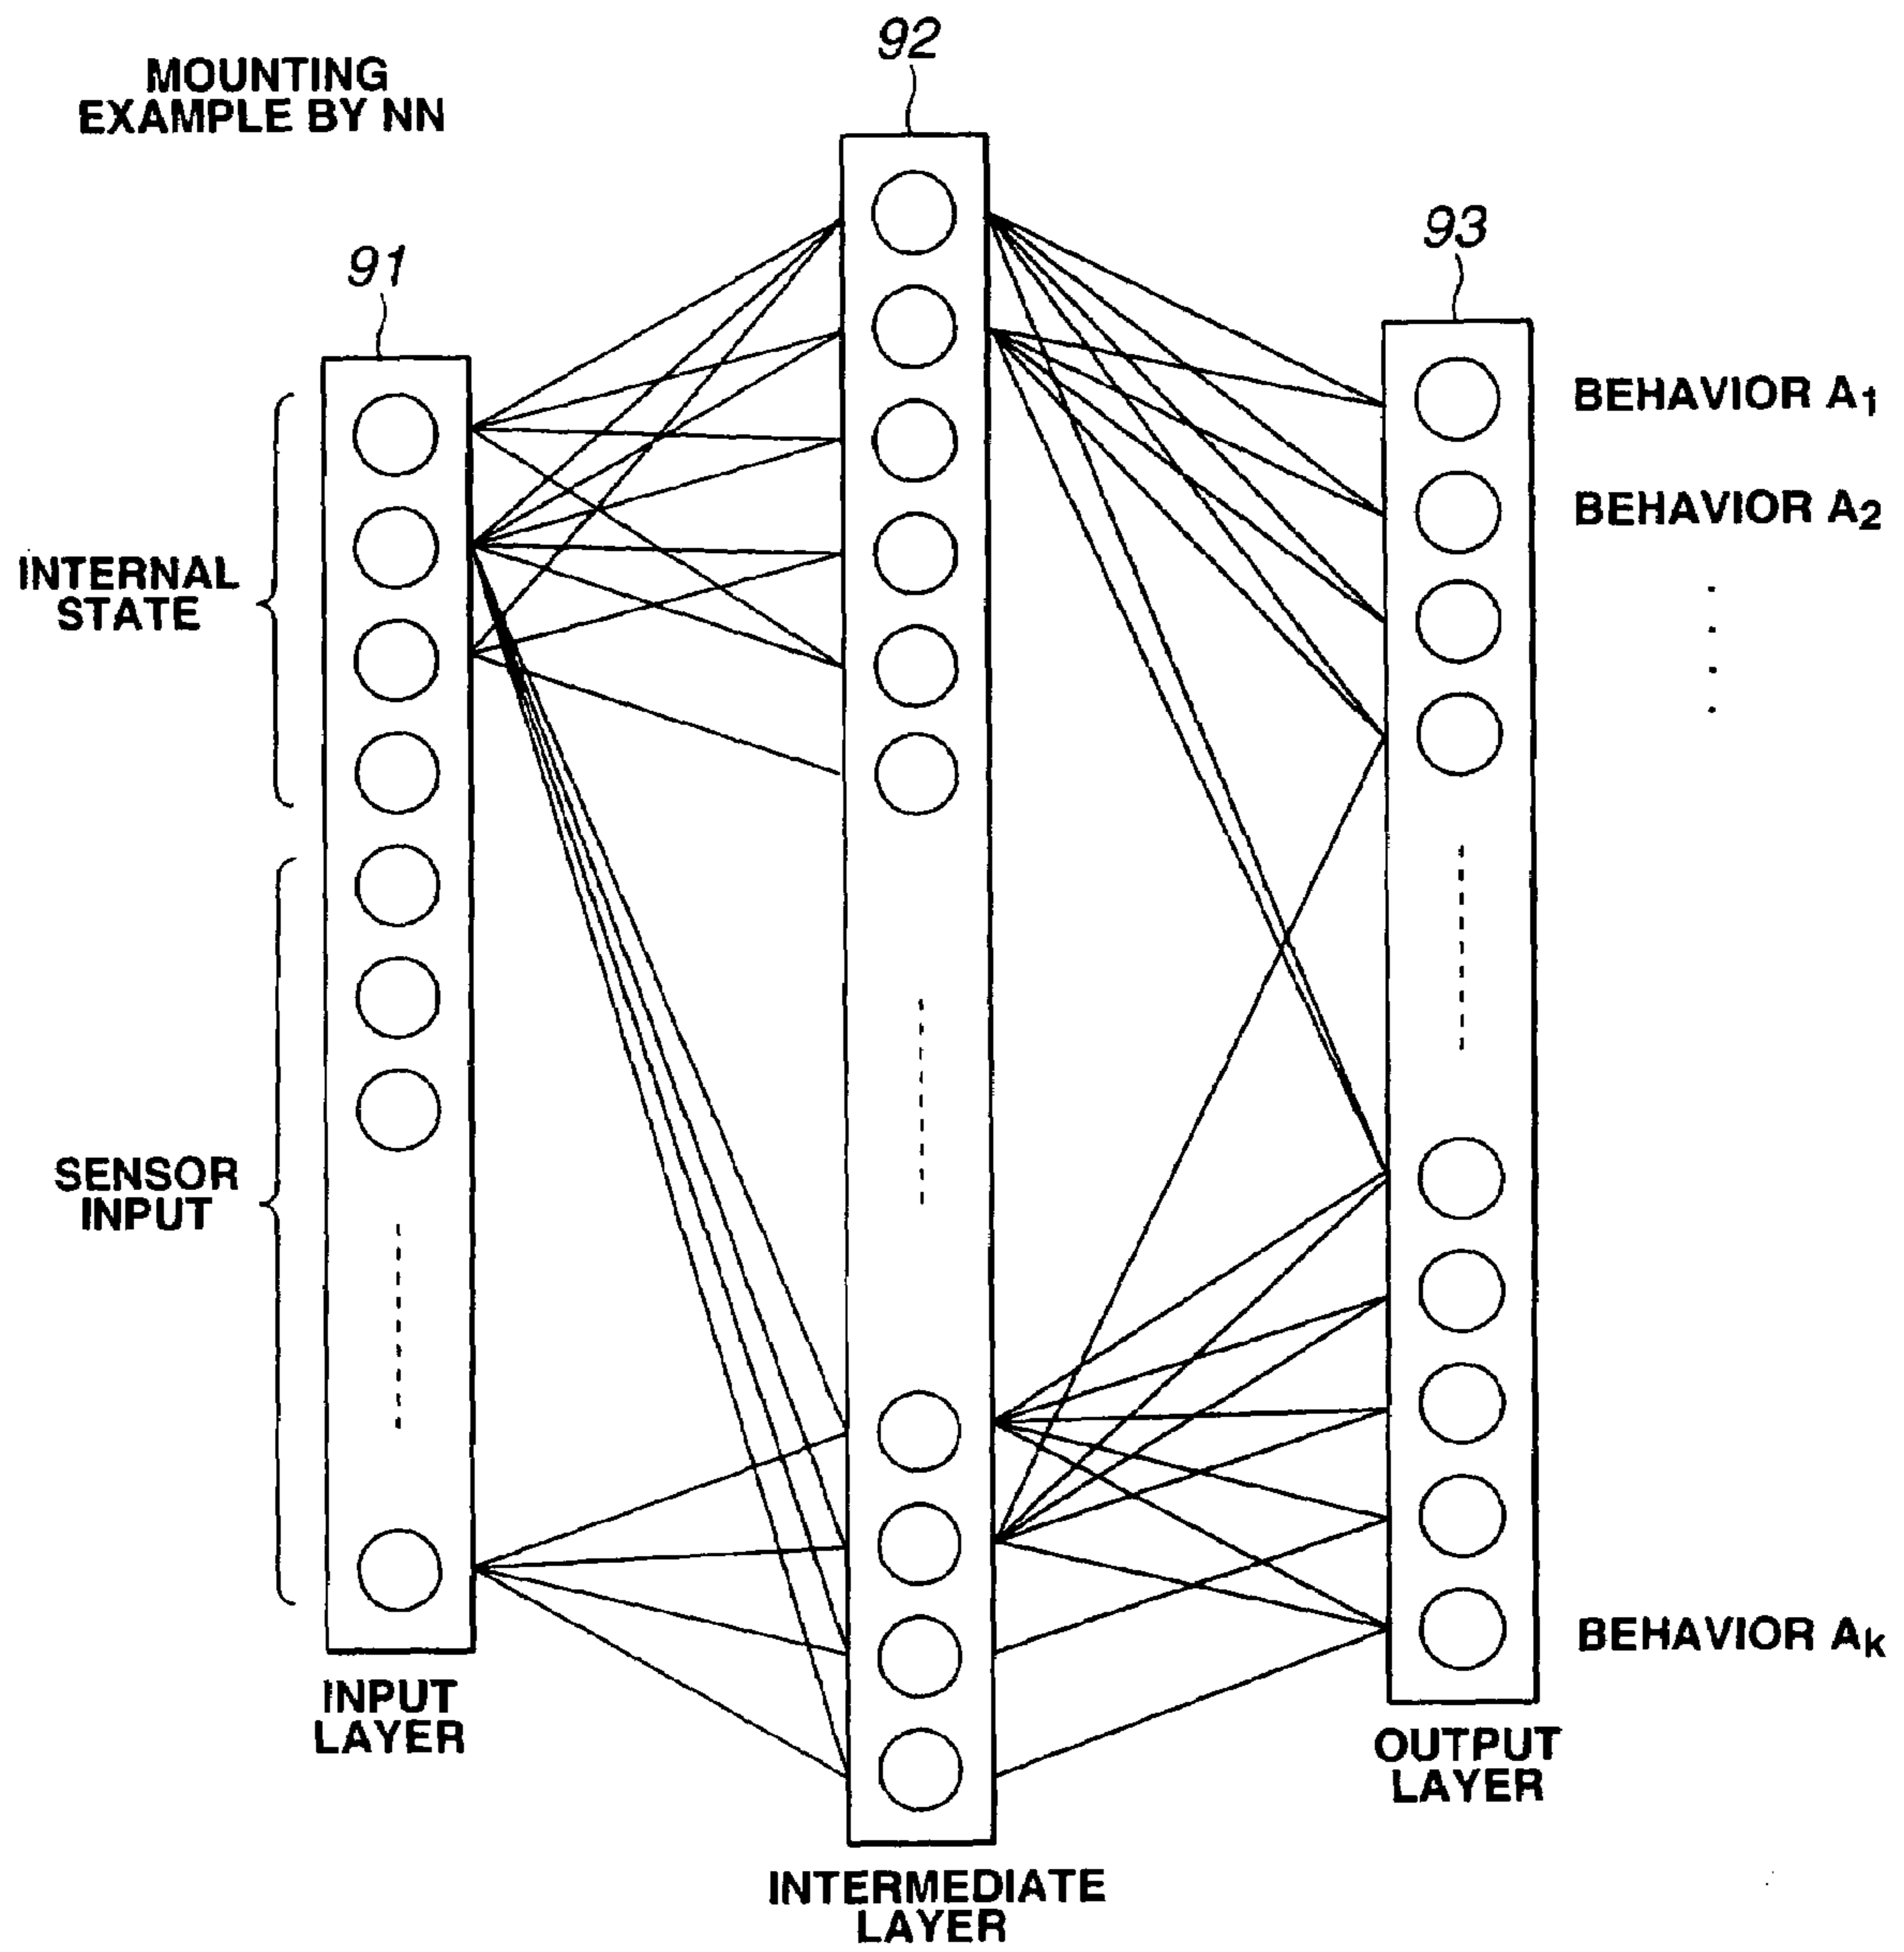 MOUNTING
EXAMPLE BY NN
92
91
93
BEHAVIOR A1
BEHAVIOR A2
INTERNAL
STATE
SENSOR
INPUT
BEHAVIOR Ak
INPUT
LAYER
OUTPUT
LAYER
INTERMEDIATE
LAYER